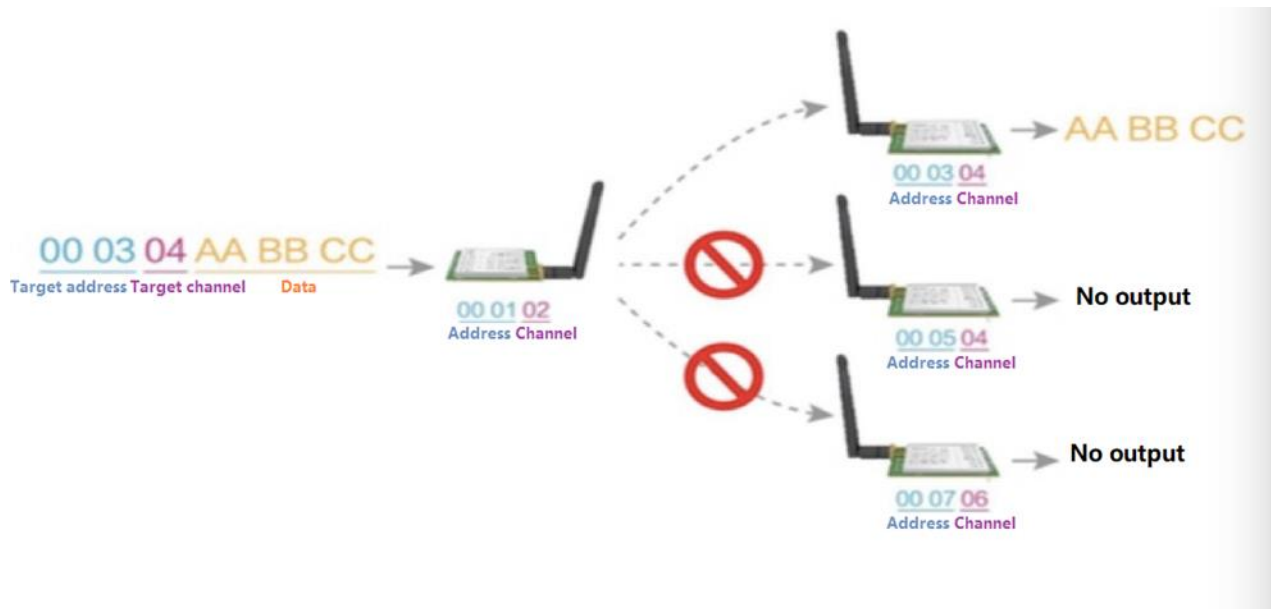 00 03 04 AA BB CC
Target address Target channel Data
00 01 02
Address Channel
AA BB CC
00 03 04
Address Channel
No output
00 05 04
Address Channel
No output
00 07 06
Address Channel